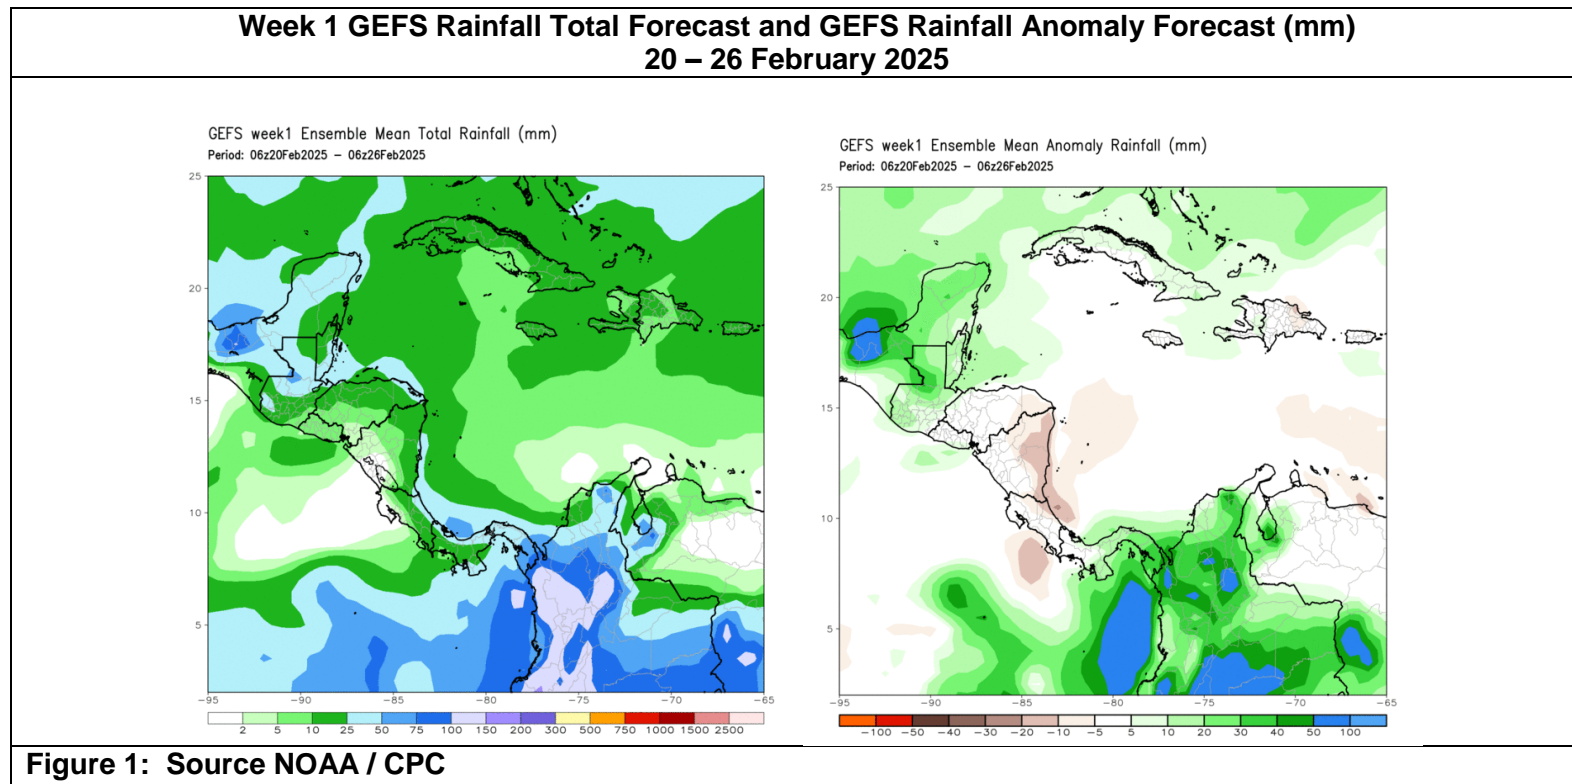 Week 1 GEFS Rainfall Total Forecast and GEFS Rainfall Anomaly Forecast (mm)
20 – 26 February 2025
GEFS week1 Ensemble Mean Total Rainfall (mm)
Period: 06z20Feb2025 – 06z26Feb2025
25
20
15
10
5
−95 −90 −85 −80 −75 −70 −65
2 5 10 25 50 75 100 150 200 300 500 750 1000 1500 2500
GEFS week1 Ensemble Mean Anomaly Rainfall (mm)
Period: 06z20Feb2025 – 06z26Feb2025
25
20
15
10
5
−95 −90 −85 −80 −75 −70 −65
−100 −50 −40 −30 −20 −10 −5 5 10 20 30 40 50 100
Figure 1: Source NOAA / CPC